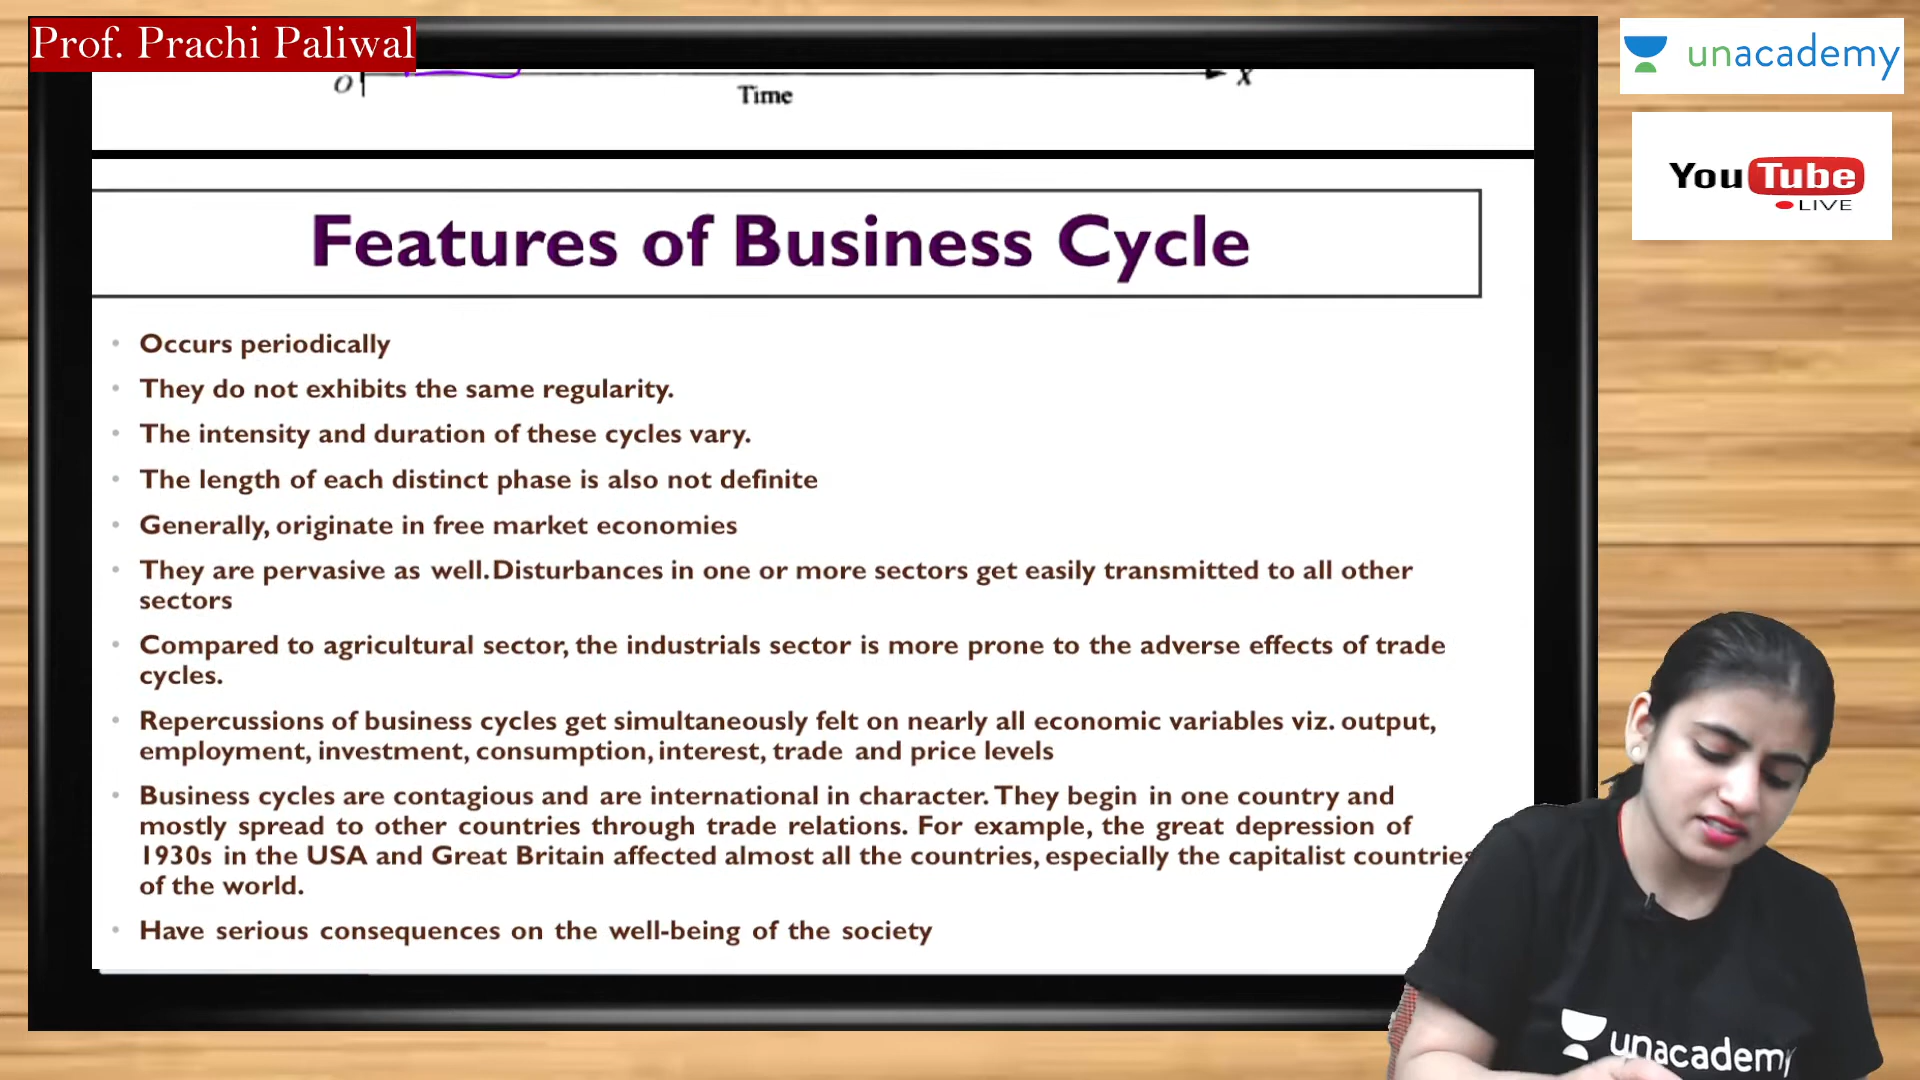 Prof. Prachi Paliwal
unacademy
O
X
Time
YouTube
LIVE
Features of Business Cycle
• Occurs periodically
• They do not exhibits the same regularity.
• The intensity and duration of these cycles vary.
• The length of each distinct phase is also not definite
• Generally, originate in free market economies
• They are pervasive as well. Disturbances in one or more sectors get easily transmitted to all other
sectors
• Compared to agricultural sector, the industrials sector is more prone to the adverse effects of trade
cycles.
• Repercussions of business cycles get simultaneously felt on nearly all economic variables viz. output,
employment, investment, consumption, interest, trade and price levels
• Business cycles are contagious and are international in character. They begin in one country and
mostly spread to other countries through trade relations. For example, the great depression of
1930s in the USA and Great Britain affected almost all the countries, especially the capitalist countries
of the world.
• Have serious consequences on the well-being of the society
unacademy